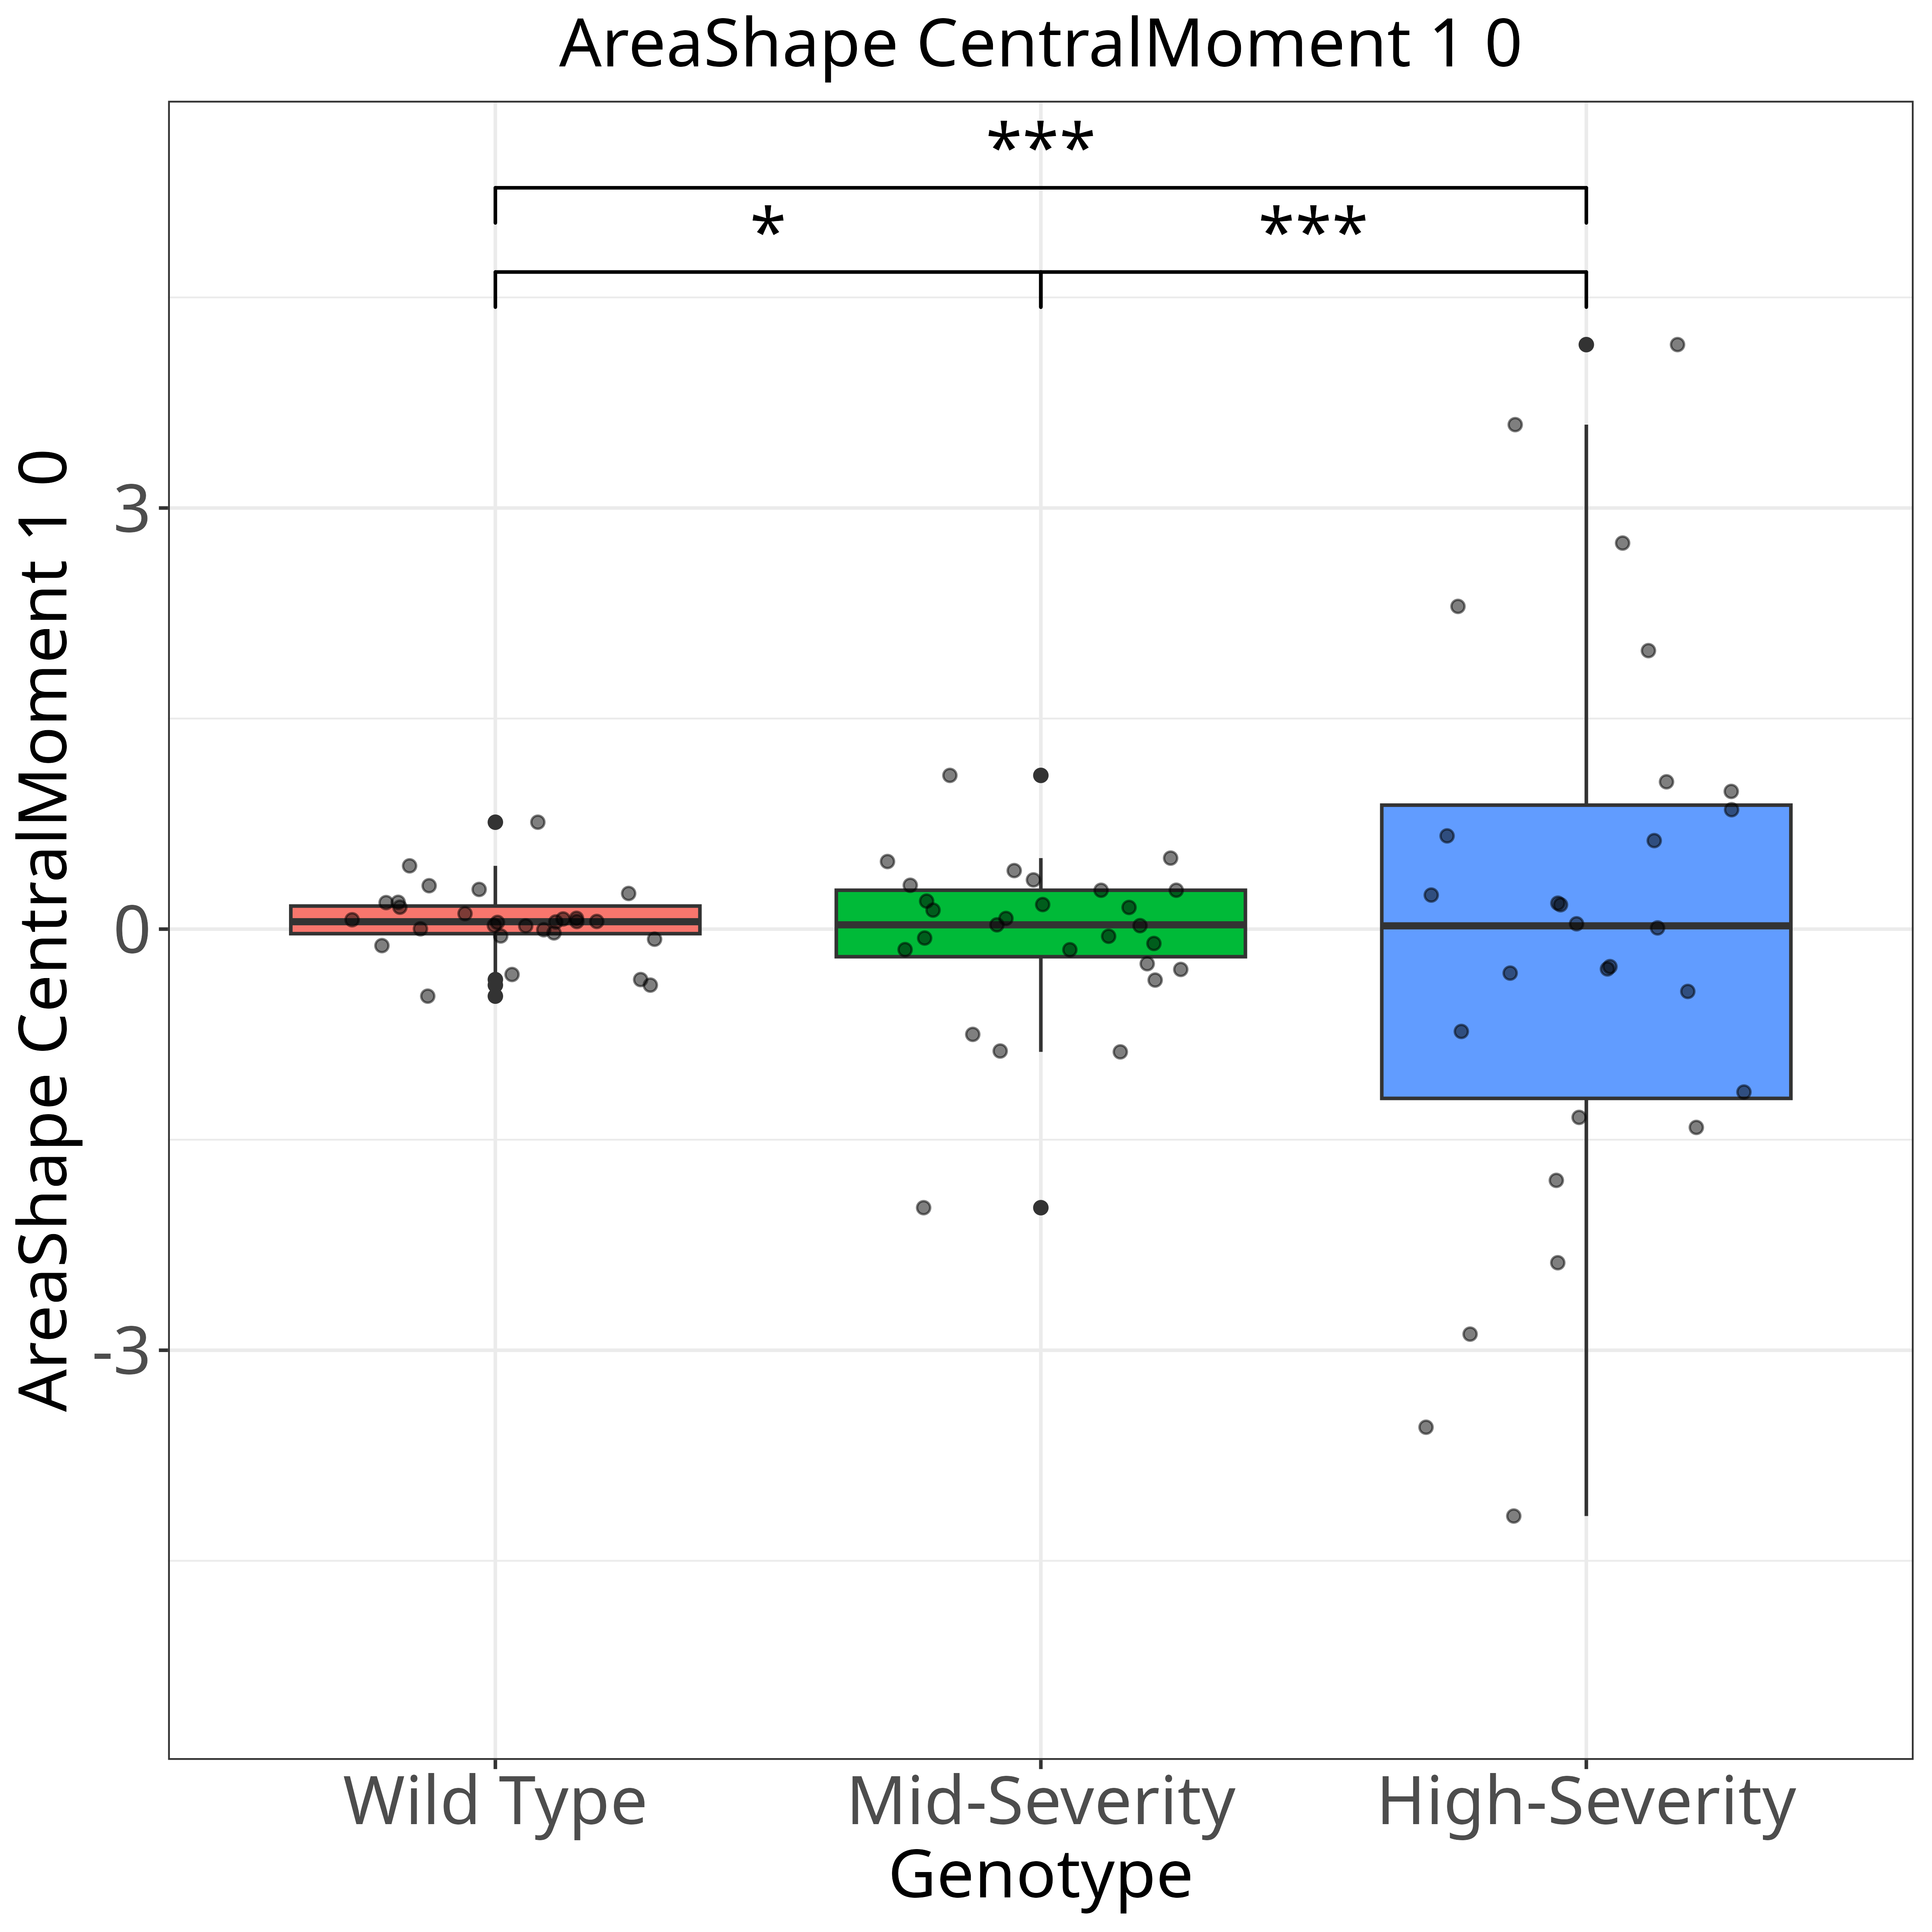 AreaShape CentralMoment 1 0
***
*
***
AreaShape CentralMoment 1 0
3
0
-3
Wild Type
Mid-Severity
High-Severity
Genotype